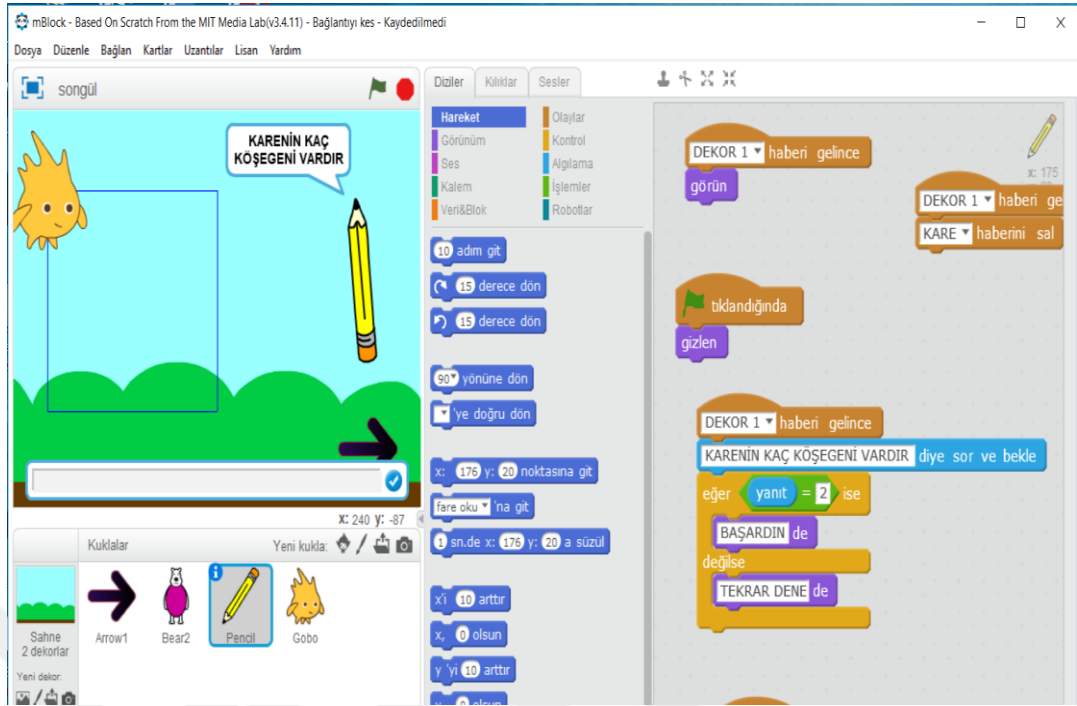 mBlock - Based On Scratch From the MIT Media Lab(v3.4.11) - Bağlantıyı kes - Kaydedilmedi
Dosya Düzenle Bağlan Kartlar Uzantılar Lisan Yardım
songül
KARENİN KAÇ
KÖŞEGENİ VARDIR
x: 240 y: -87
Kuklalar Yeni kukla:
Sahne
2 dekorlar
Yeni dekor:
Arrow1 Bear2 Pencil Gobo
Diziler Kılıklar Sesler
Hareket Olaylar
Görünüm Kontrol
Ses Algılama
Kalem İşlemler
Veri&Blok Robotlar
10 adım git
15 derece dön
15 derece dön
90 yönüne dön
'ye doğru dön
x: 176 y: 20 noktasına git
fare oku 'na git
1 sn.de x: 176 y: 20 a süzül
x'i 10 arttır
x, 0 olsun
y 'yi 10 arttır
0 olsun
DEKOR 1 haberi gelince
görün
x: 175
DEKOR 1 haberi ge
KARE haberini sal
tıklandığında
gizlen
DEKOR 1 haberi gelince
KARENİN KAÇ KÖŞEGENİ VARDIR diye sor ve bekle
eğer yanıt = 2 ise
BAŞARDIN de
değilse
TEKRAR DENE de